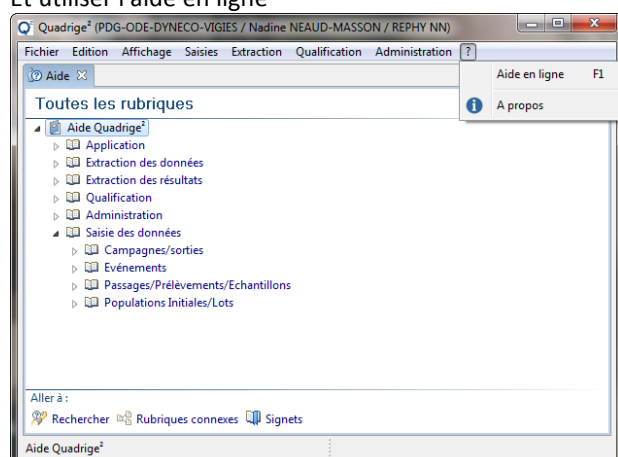 Et utiliser l'aide en ligne
Quadrige² (PDG-ODE-DYNECO-VIGIES / Nadine NEAUD-MASSON / REPHY NN)
Fichier Edition Affichage Saisies Extraction Qualification Administration ?
Aide
Aide en ligne F1
A propos
Toutes les rubriques
Aide Quadrige²
Application
Extraction des données
Extraction des résultats
Qualification
Administration
Saisie des données
Campagnes/sorties
Evénements
Passages/Prélèvements/Echantillons
Populations Initiales/Lots
Aller à :
Rechercher Rubriques connexes Signets
Aide Quadrige²